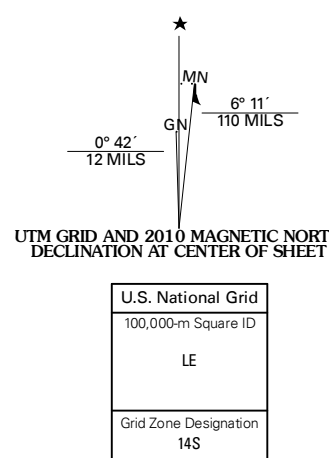 MN
GN
6° 11´
110 MILS
0° 42´
12 MILS
UTM GRID AND 2010 MAGNETIC NORT
DECLINATION AT CENTER OF SHEET
U.S. National Grid
100,000-m Square ID
LE
Grid Zone Designation
14S